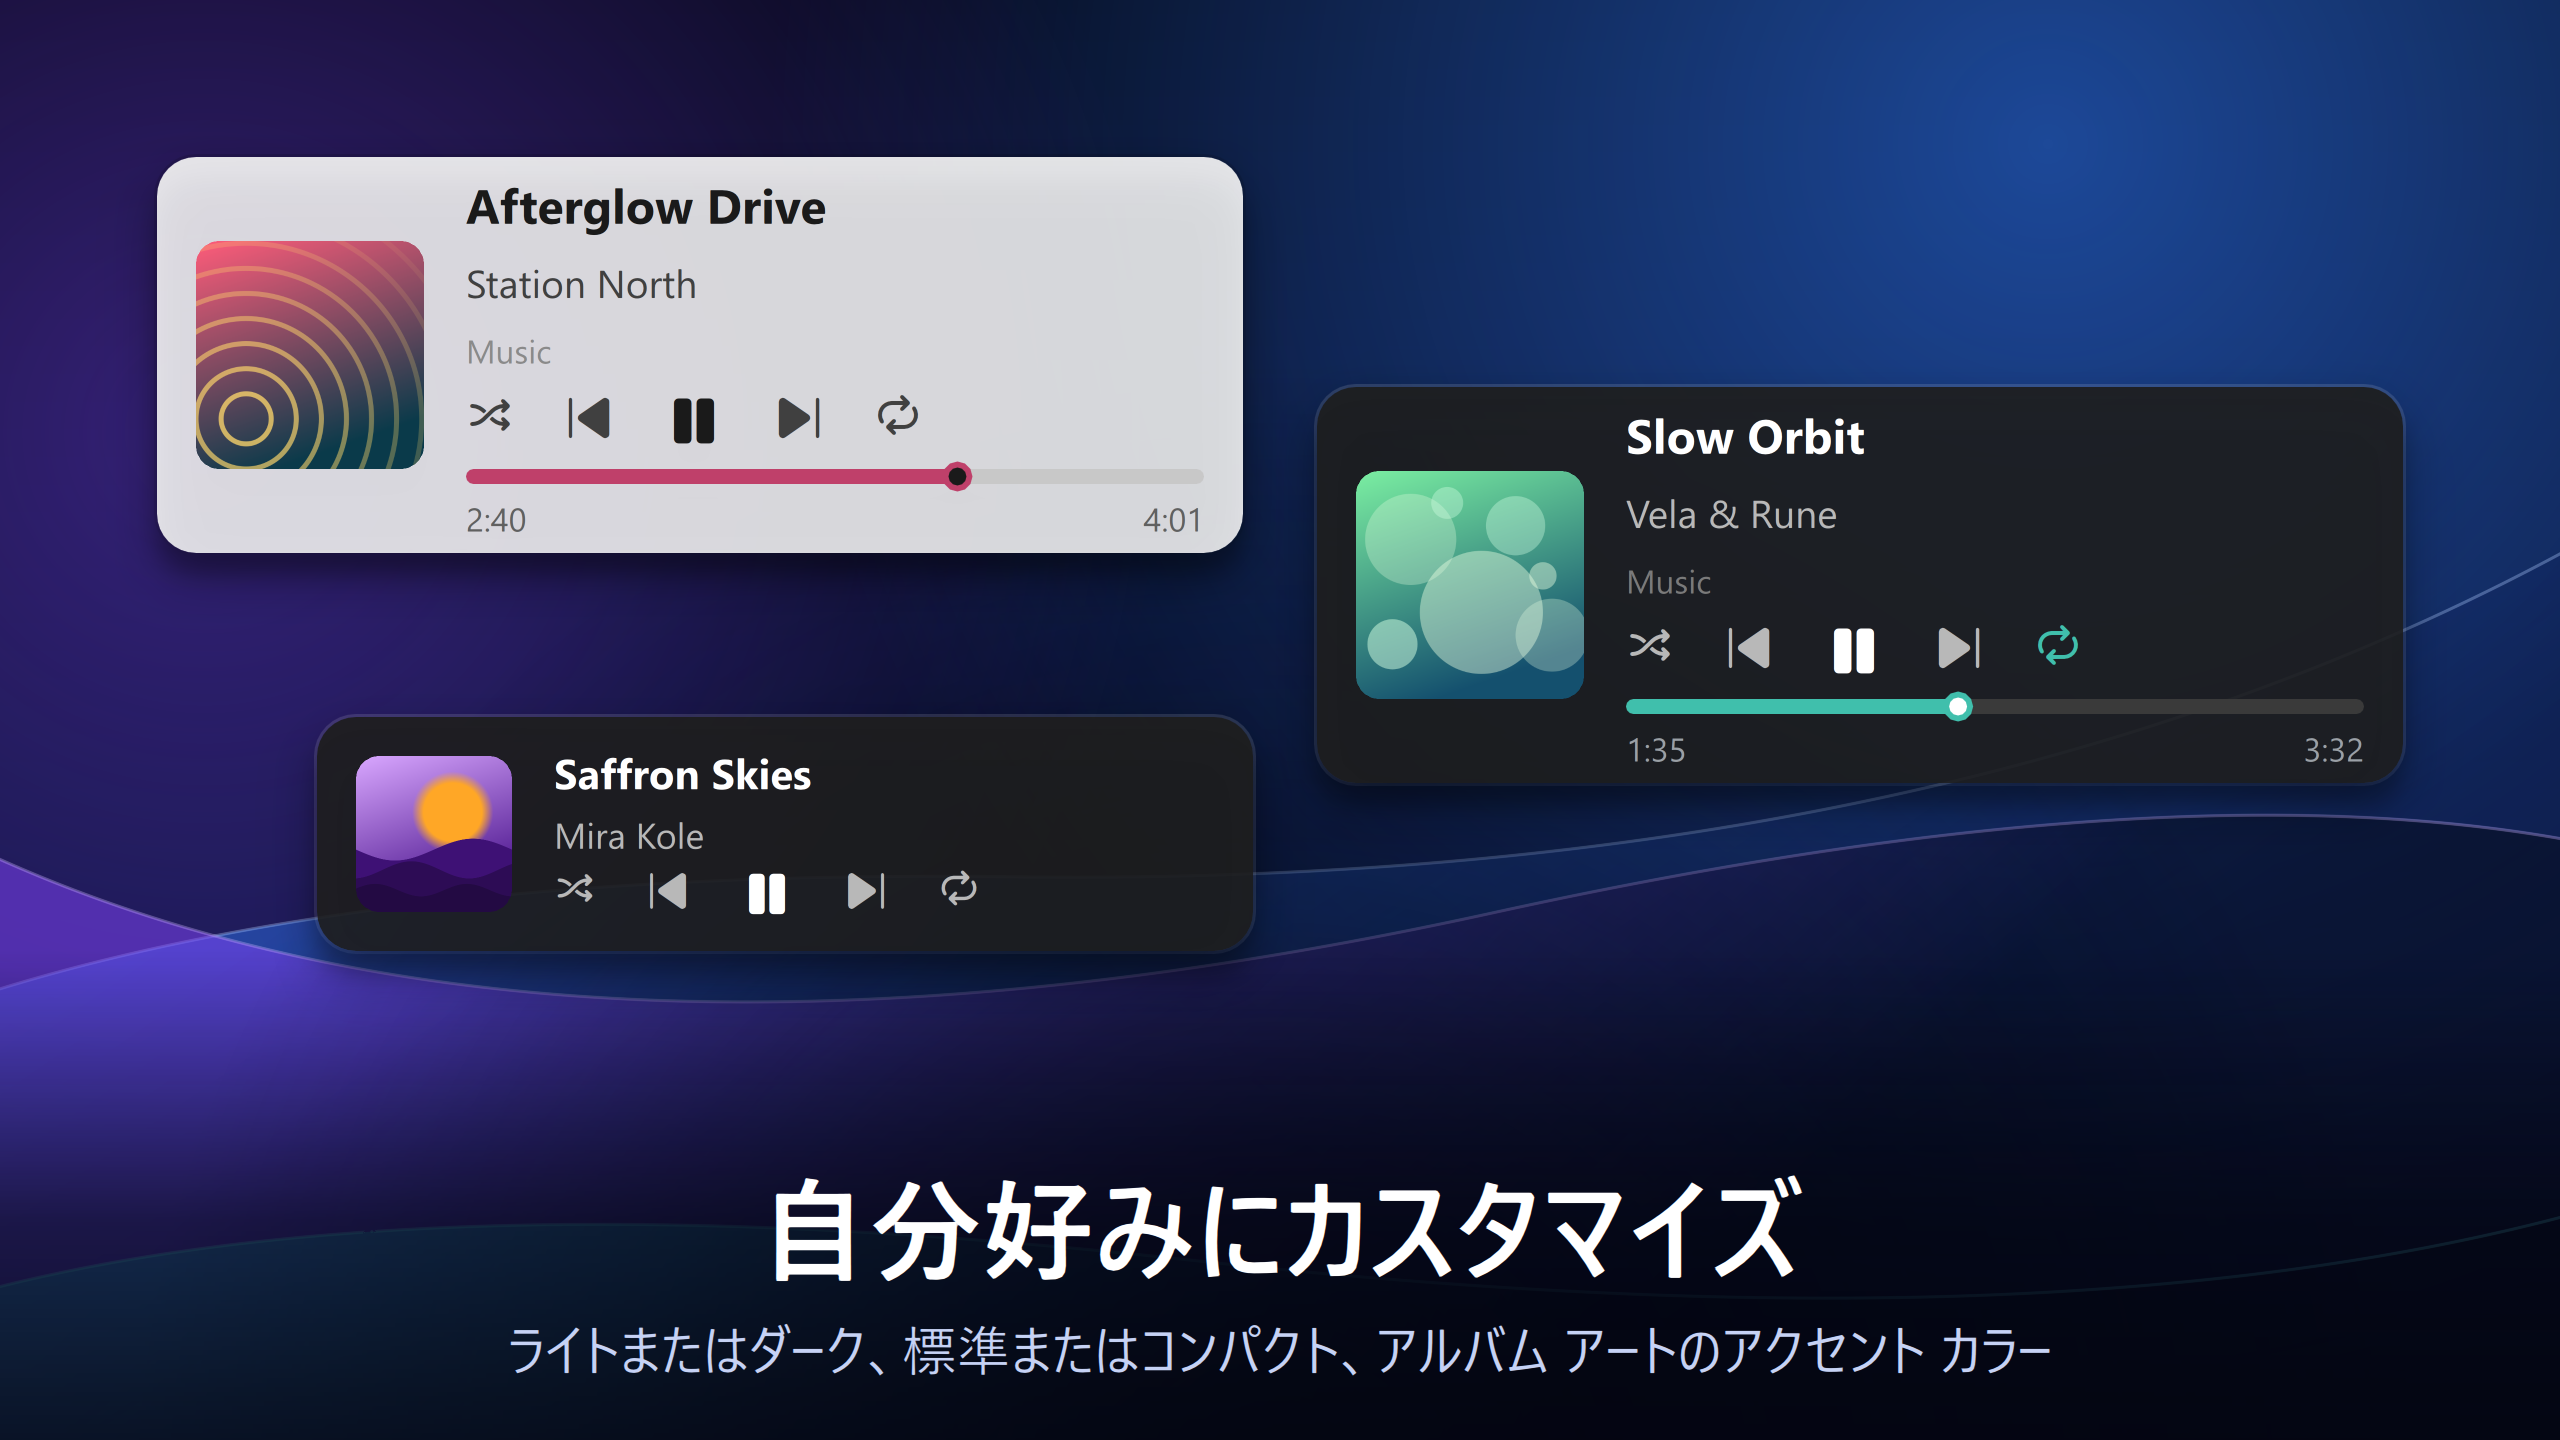 Afterglow Drive
Station North
Music
2:40 4:01
Slow Orbit
Vela & Rune
Music
1:35 3:32
Saffron Skies
Mira Kole
自分好みにカスタマイズ
ライトまたはダーク、標準またはコンパクト、アルバム アートのアクセント カラー